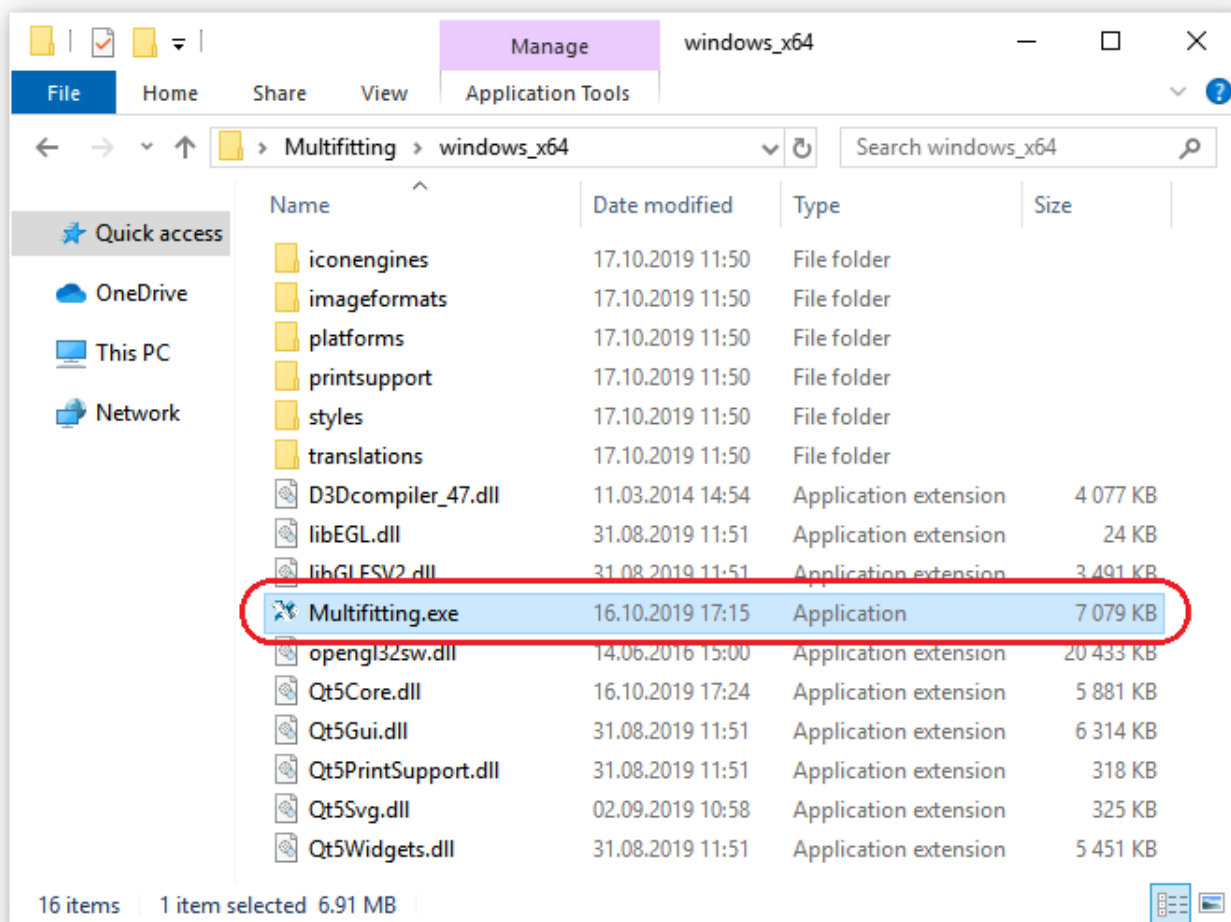 Manage windows_x64
File Home Share View Application Tools ?
Multifitting windows_x64 Search windows_x64
Name Date modified Type Size
Quick access
OneDrive
This PC
Network
iconengines 17.10.2019 11:50 File folder
imageformats 17.10.2019 11:50 File folder
platforms 17.10.2019 11:50 File folder
printsupport 17.10.2019 11:50 File folder
styles 17.10.2019 11:50 File folder
translations 17.10.2019 11:50 File folder
D3Dcompiler_47.dll 11.03.2014 14:54 Application extension 4 077 KB
libEGL.dll 31.08.2019 11:51 Application extension 24 KB
libGLESV2.dll 31.08.2019 11:51 Application extension 3 491 KB
Multifitting.exe 16.10.2019 17:15 Application 7 079 KB
opengl32sw.dll 14.06.2016 15:00 Application extension 20 433 KB
Qt5Core.dll 16.10.2019 17:24 Application extension 5 881 KB
Qt5Gui.dll 31.08.2019 11:51 Application extension 6 314 KB
Qt5PrintSupport.dll 31.08.2019 11:51 Application extension 318 KB
Qt5Svg.dll 02.09.2019 10:58 Application extension 325 KB
Qt5Widgets.dll 31.08.2019 11:51 Application extension 5 451 KB
16 items 1 item selected 6.91 MB